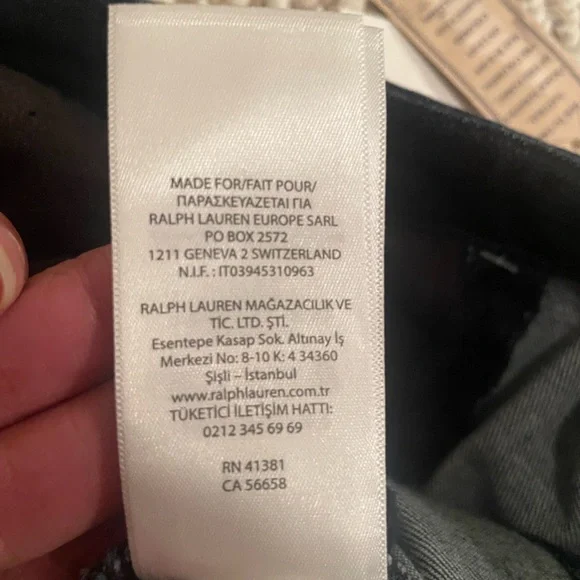 MADE FOR/FAIT POUR/
ΠΑΡΑΣΚΕΥΑΖΕΤΑΙ ΓΙΑ
RALPH LAUREN EUROPE SARL
PO BOX 2572
1211 GENEVA 2 SWITZERLAND
N.I.F. : IT03945310963
RALPH LAUREN MAĞAZACILIK VE
TİC. LTD. ŞTİ.
Esentepe Kasap Sok. Altınay İş
Merkezi No: 8-10 K: 4 34360
Şişli – İstanbul
www.ralphlauren.com.tr
TÜKETİCİ İLETİŞİM HATTI:
0212 345 69 69
RN 41381
CA 56658